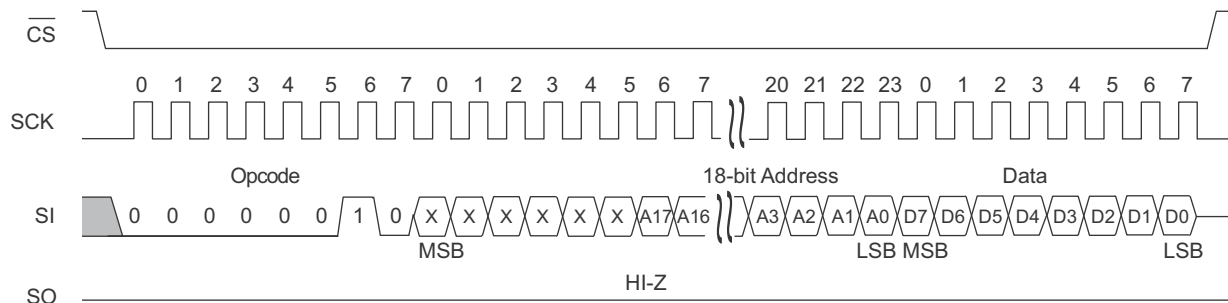 CS
0 1 2 3 4 5 6 7 0 1 2 3 4 5 6 7 20 21 22 23 0 1 2 3 4 5 6 7
SCK
Opcode 18-bit Address Data
SI 0 0 0 0 0 0 1 0 X X X X X X A17 A16 A3 A2 A1 A0 D7 D6 D5 D4 D3 D2 D1 D0
MSB LSB MSB LSB
HI-Z
SO